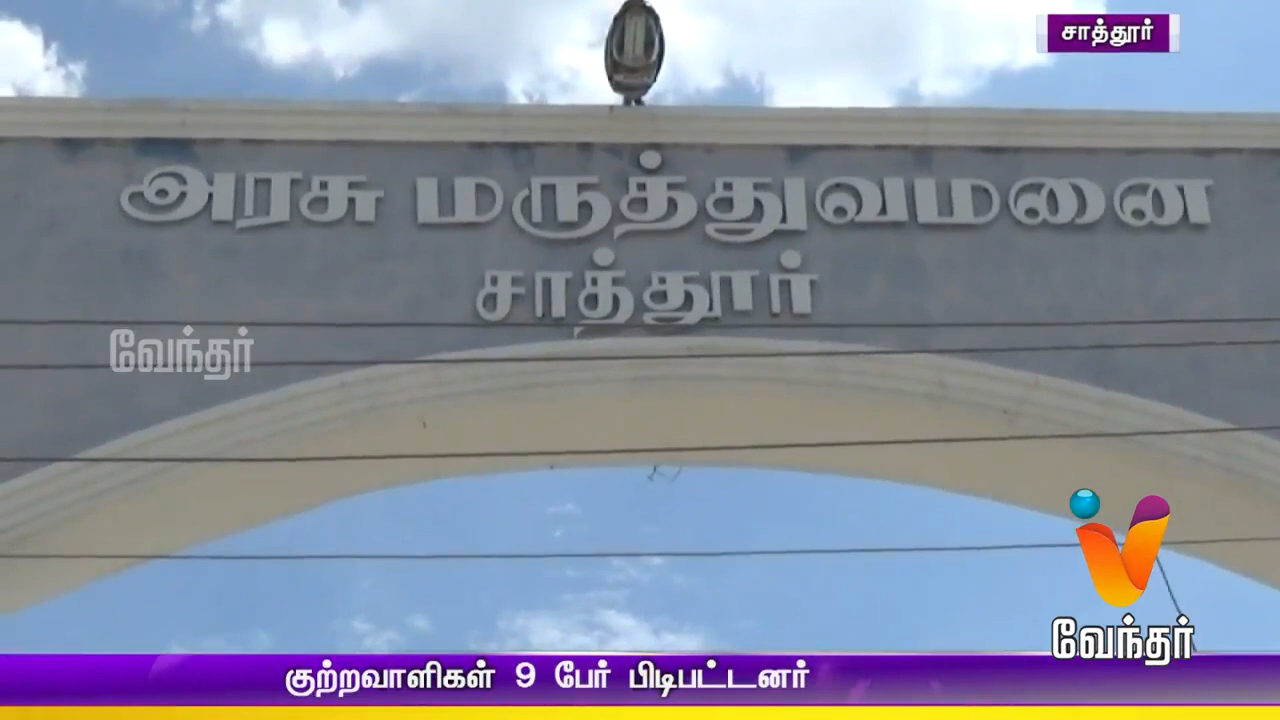 சாத்தூர்
அரசு மருத்துவமனை
சாத்தூர்
வேந்தர்
வேந்தர்
குற்றவாளிகள் 9 பேர் பிடிபட்டனர்